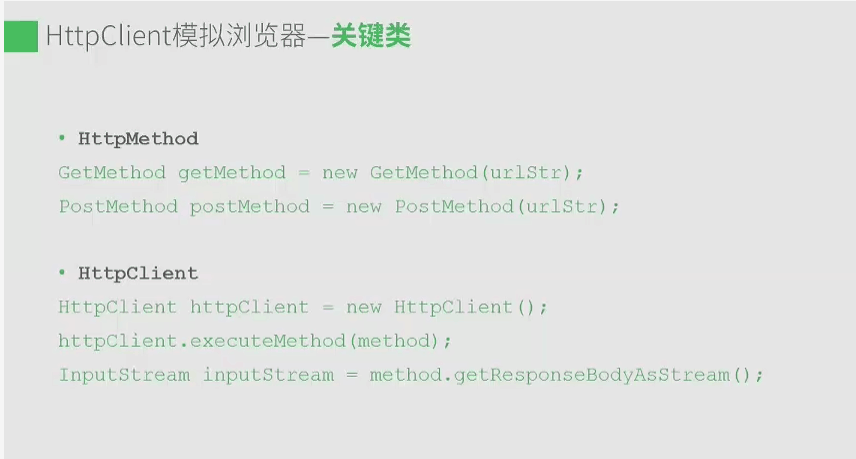 HttpClient模拟浏览器—关键类
• HttpMethod
GetMethod getMethod = new GetMethod(urlStr);
PostMethod postMethod = new PostMethod(urlStr);
• HttpClient
HttpClient httpClient = new HttpClient();
httpClient.executeMethod(method);
InputStream inputStream = method.getResponseBodyAsStream();